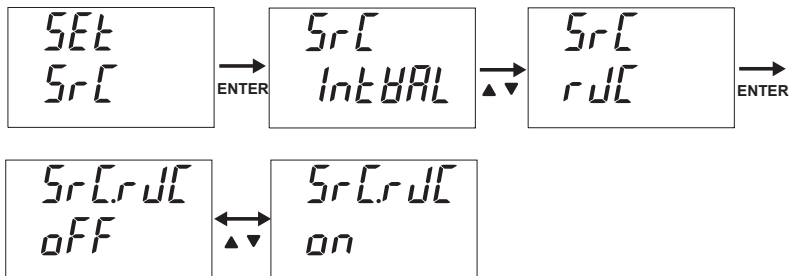 SEt
SrC
ENTER
SrC
IntVAL
▲ ▼
SrC
rJC
ENTER
SrC.rJC
oFF
▲ ▼
SrC.rJC
on